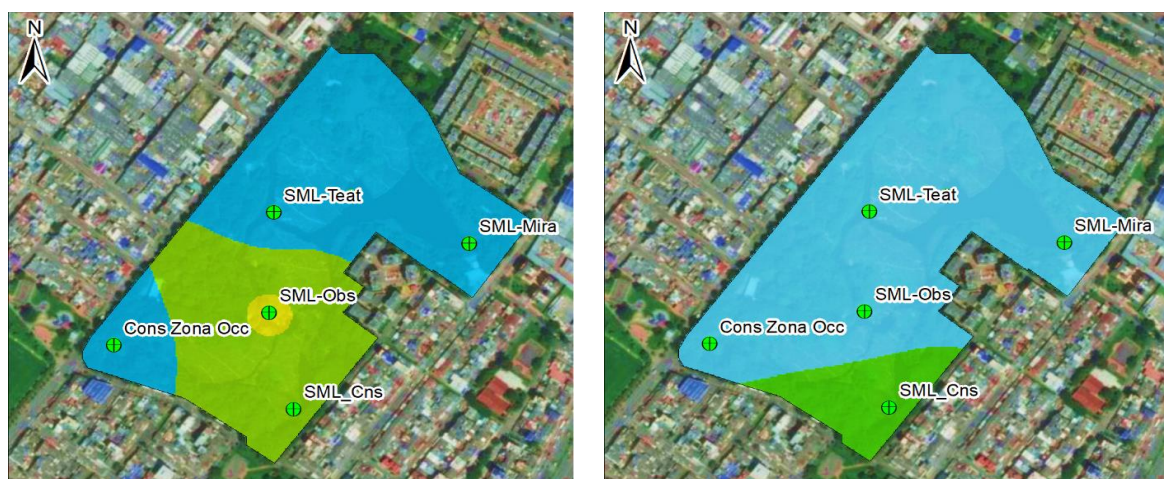 N
SML-Teat
SML-Mira
SML-Obs
Cons Zona Occ
SML_Cns
N
SML-Teat
SML-Mira
SML-Obs
Cons Zona Occ
SML_Cns